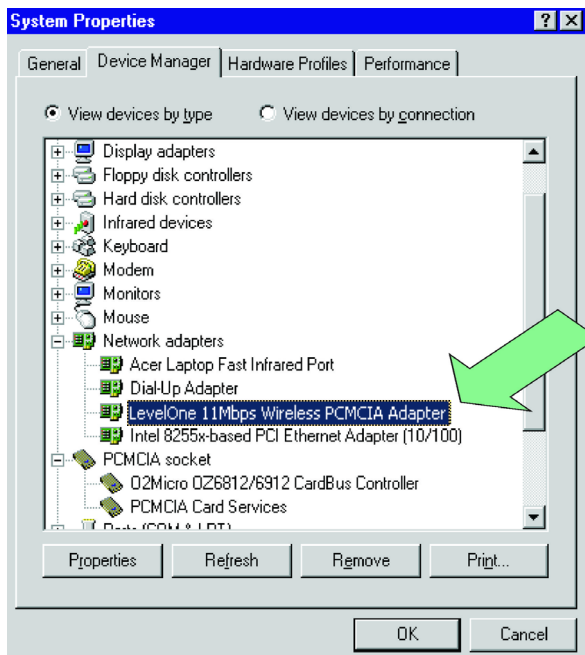 System Properties
General Device Manager Hardware Profiles Performance
View devices by type View devices by connection
Display adapters
Floppy disk controllers
Hard disk controllers
Infrared devices
Keyboard
Modem
Monitors
Mouse
Network adapters
Acer Laptop Fast Infrared Port
Dial-Up Adapter
LevelOne 11Mbps Wireless PCMCIA Adapter
Intel 8255x-based PCI Ethernet Adapter (10/100)
PCMCIA socket
O2Micro OZ6812/6912 CardBus Controller
PCMCIA Card Services
Ports (COM & LPT)
Properties Refresh Remove Print...
OK Cancel